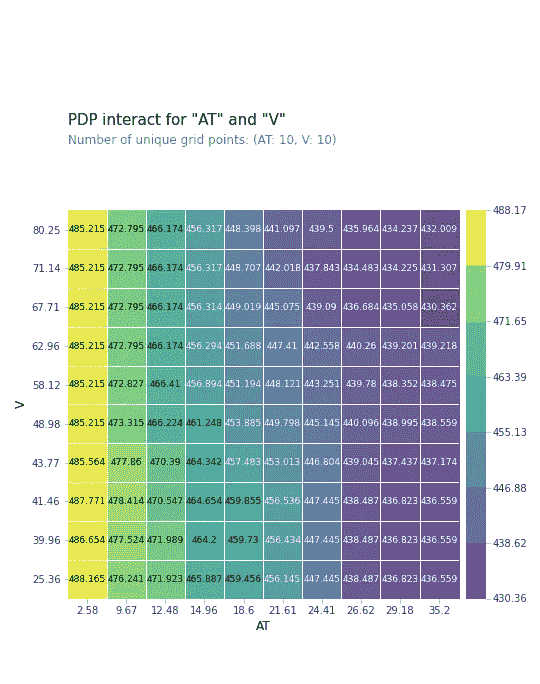 PDP interact for "AT" and "V"
Number of unique grid points: (AT: 10, V: 10)
488.17
80.25 485.215 472.795 466.174 456.317 448.398 441.097 439.5 435.964 434.237 432.009
479.91
71.14 485.215 472.795 466.174 456.317 448.707 442.018 437.843 434.483 434.225 431.307
67.71 485.215 472.795 466.174 456.314 449.019 445.075 439.09 436.684 435.058 430.362
471.65
62.96 485.215 472.795 466.174 456.294 451.688 447.41 442.558 440.26 439.201 439.218
463.39
58.12 485.215 472.827 466.41 456.894 451.194 448.121 443.251 439.78 438.352 438.475
V
48.98 485.215 473.315 466.224 461.248 453.885 449.798 445.145 440.096 438.995 438.559
455.13
43.77 485.564 477.86 470.39 464.342 457.483 453.013 446.804 439.045 437.437 437.174
446.88
41.46 487.771 478.414 470.547 464.654 459.855 456.536 447.445 438.487 436.823 436.559
39.96 486.654 477.524 471.989 464.2 459.73 456.434 447.445 438.487 436.823 436.559
438.62
25.36 488.165 476.241 471.923 465.887 459.456 456.145 447.445 438.487 436.823 436.559
430.36
2.58 9.67 12.48 14.96 18.6 21.61 24.41 26.62 29.18 35.2
AT